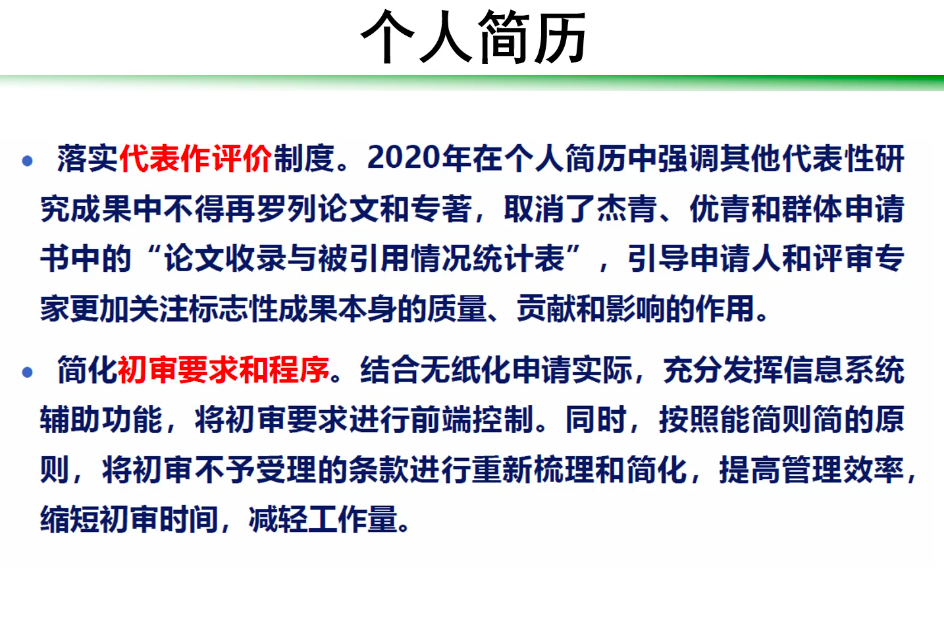 个人简历
• 落实代表作评价制度。2020年在个人简历中强调其他代表性研
究成果中不得再罗列论文和专著，取消了杰青、优青和群体申请
书中的“论文收录与被引用情况统计表”，引导申请人和评审专
家更加关注标志性成果本身的质量、贡献和影响的作用。
• 简化初审要求和程序。结合无纸化申请实际，充分发挥信息系统
辅助功能，将初审要求进行前端控制。同时，按照能简则简的原
则，将初审不予受理的条款进行重新梳理和简化，提高管理效率，
缩短初审时间，减轻工作量。